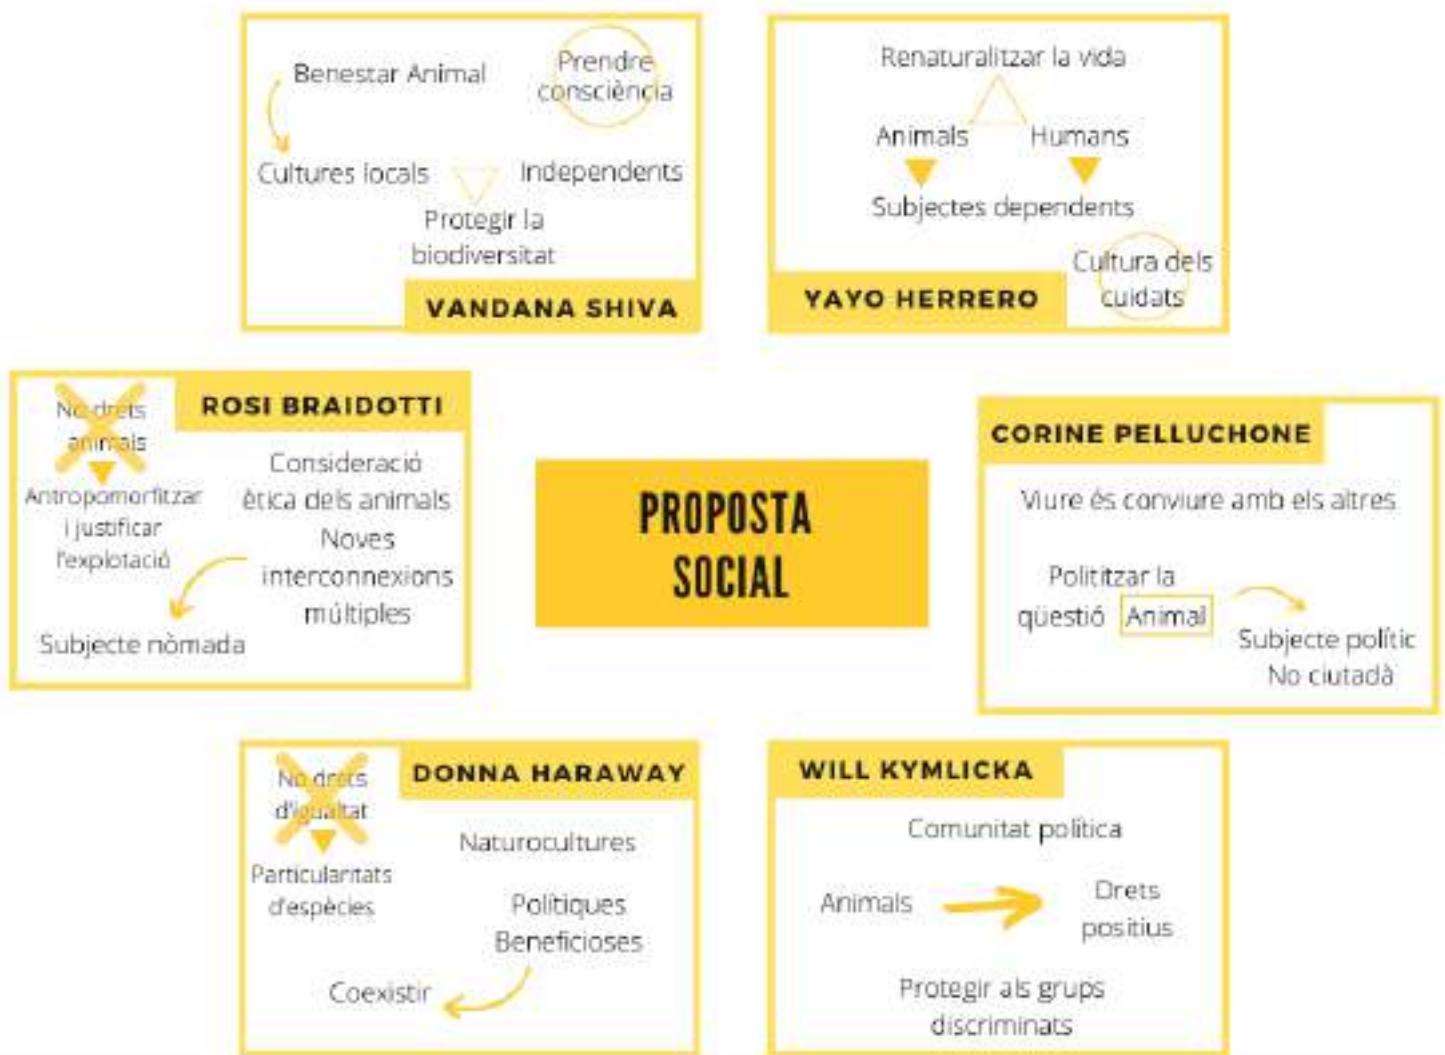 Benestar Animal
Prendre
consciència
Cultures locals
Independents
Protegir la
biodiversitat
VANDANA SHIVA
Renaturalitzar la vida
Animals
Humans
Subjectes dependents
Cultura dels
cuidats
YAYO HERRERO
No drets
animals
ROSI BRAIDOTTI
Antropomorfitzar
i justificar
l'explotació
Consideració
ètica dels animals
Noves
interconnexions
múltiples
Subjecte nòmada
PROPOSTA
SOCIAL
CORINE PELLUCHONE
Viure és conviure amb els altres
Polititzar la
qüestió Animal
Subjecte polític
No ciutadà
No drets
d'igualtat
DONNA HARAWAY
Particularitats
d'espècies
Naturocultures
Polítiques
Beneficioses
Coexistir
WILL KYMLICKA
Comunitat política
Animals
Drets
positius
Protegir als grups
discriminats